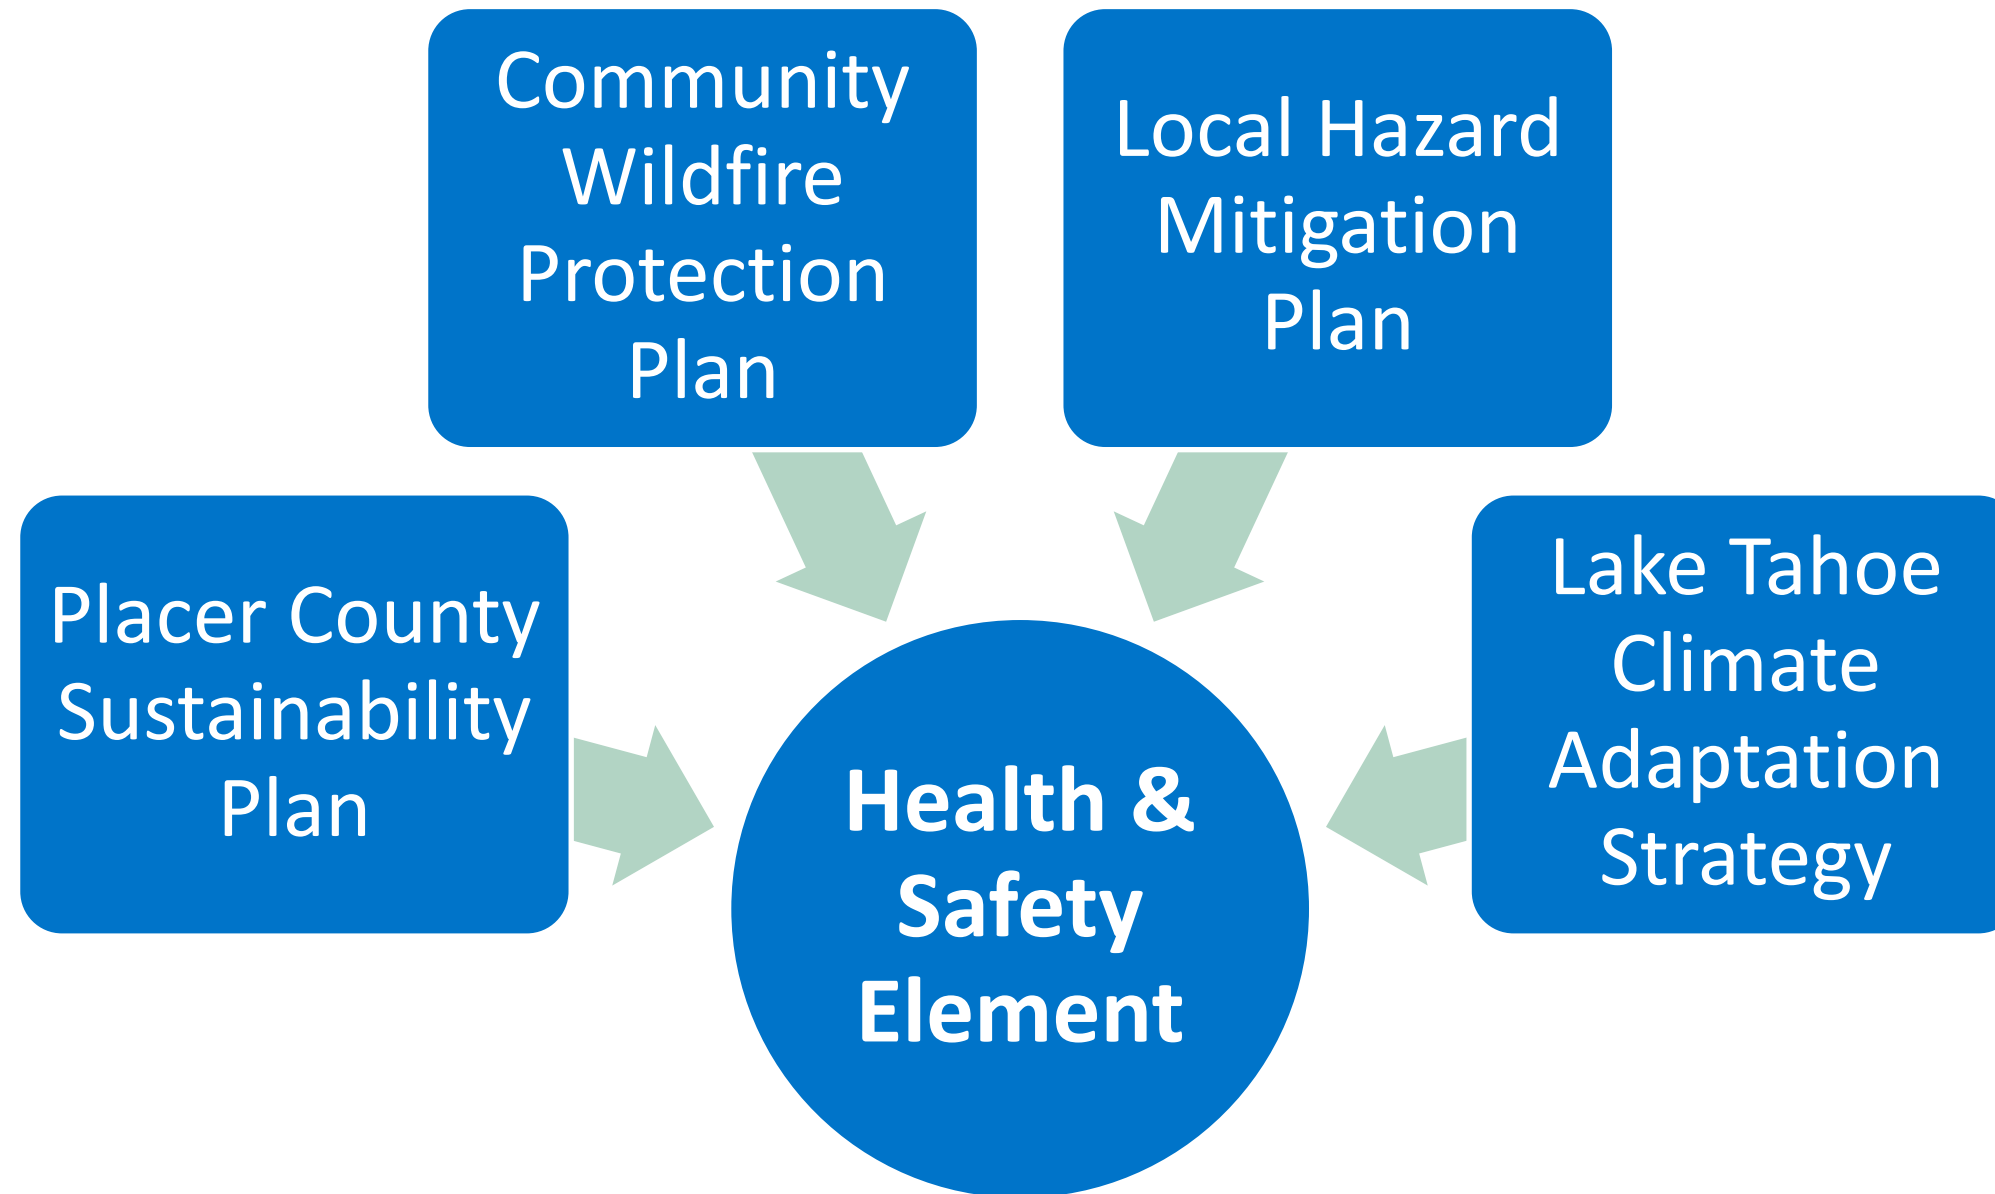 Community
Wildfire
Protection
Plan
Local Hazard
Mitigation
Plan
Placer County
Sustainability
Plan
Lake Tahoe
Climate
Adaptation
Strategy
Health &
Safety
Element